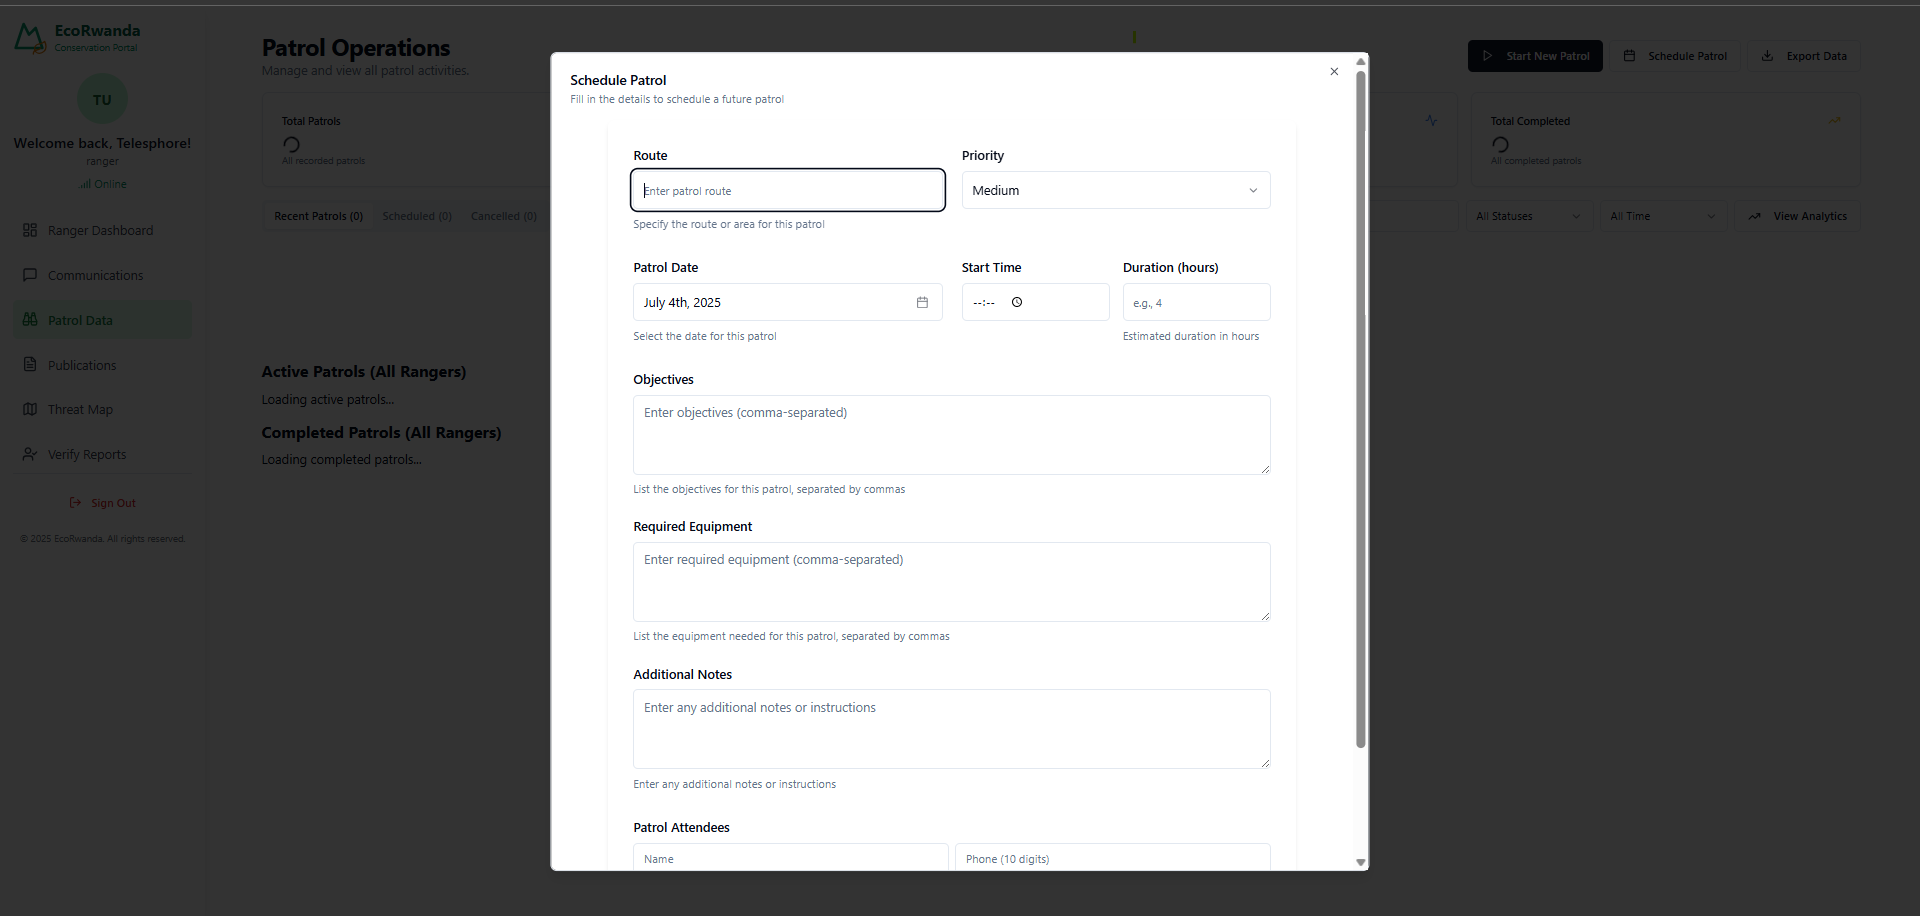 EcoRwanda
Conservation Portal
TU
Welcome back, Telesphore!
ranger
Online
Ranger Dashboard
Communications
Patrol Data
Publications
Threat Map
Verify Reports
Sign Out
© 2025 EcoRwanda. All rights reserved.
Patrol Operations
Manage and view all patrol activities.
Start New Patrol
Schedule Patrol
Export Data
Total Patrols
All recorded patrols
Total Completed
All completed patrols
Recent Patrols (0)
Scheduled (0)
Cancelled (0)
All Statuses
All Time
View Analytics
Active Patrols (All Rangers)
Loading active patrols...
Completed Patrols (All Rangers)
Loading completed patrols...
Schedule Patrol
Fill in the details to schedule a future patrol
Route
Priority
Enter patrol route
Medium
Specify the route or area for this patrol
Patrol Date
Start Time
Duration (hours)
July 4th, 2025
--:--
e.g., 4
Select the date for this patrol
Estimated duration in hours
Objectives
Enter objectives (comma-separated)
List the objectives for this patrol, separated by commas
Required Equipment
Enter required equipment (comma-separated)
List the equipment needed for this patrol, separated by commas
Additional Notes
Enter any additional notes or instructions
Enter any additional notes or instructions
Patrol Attendees
Name
Phone (10 digits)